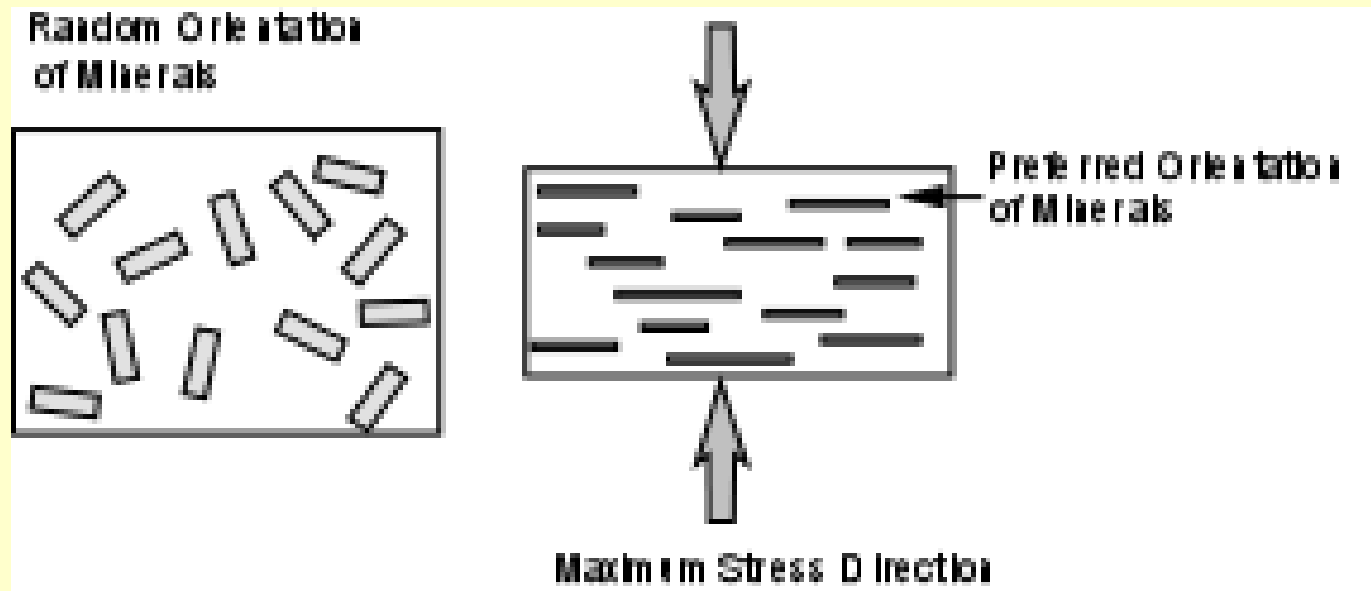 Random Orientation
of Minerals
Preferred Orientation
of Minerals
Maximum Stress Direction